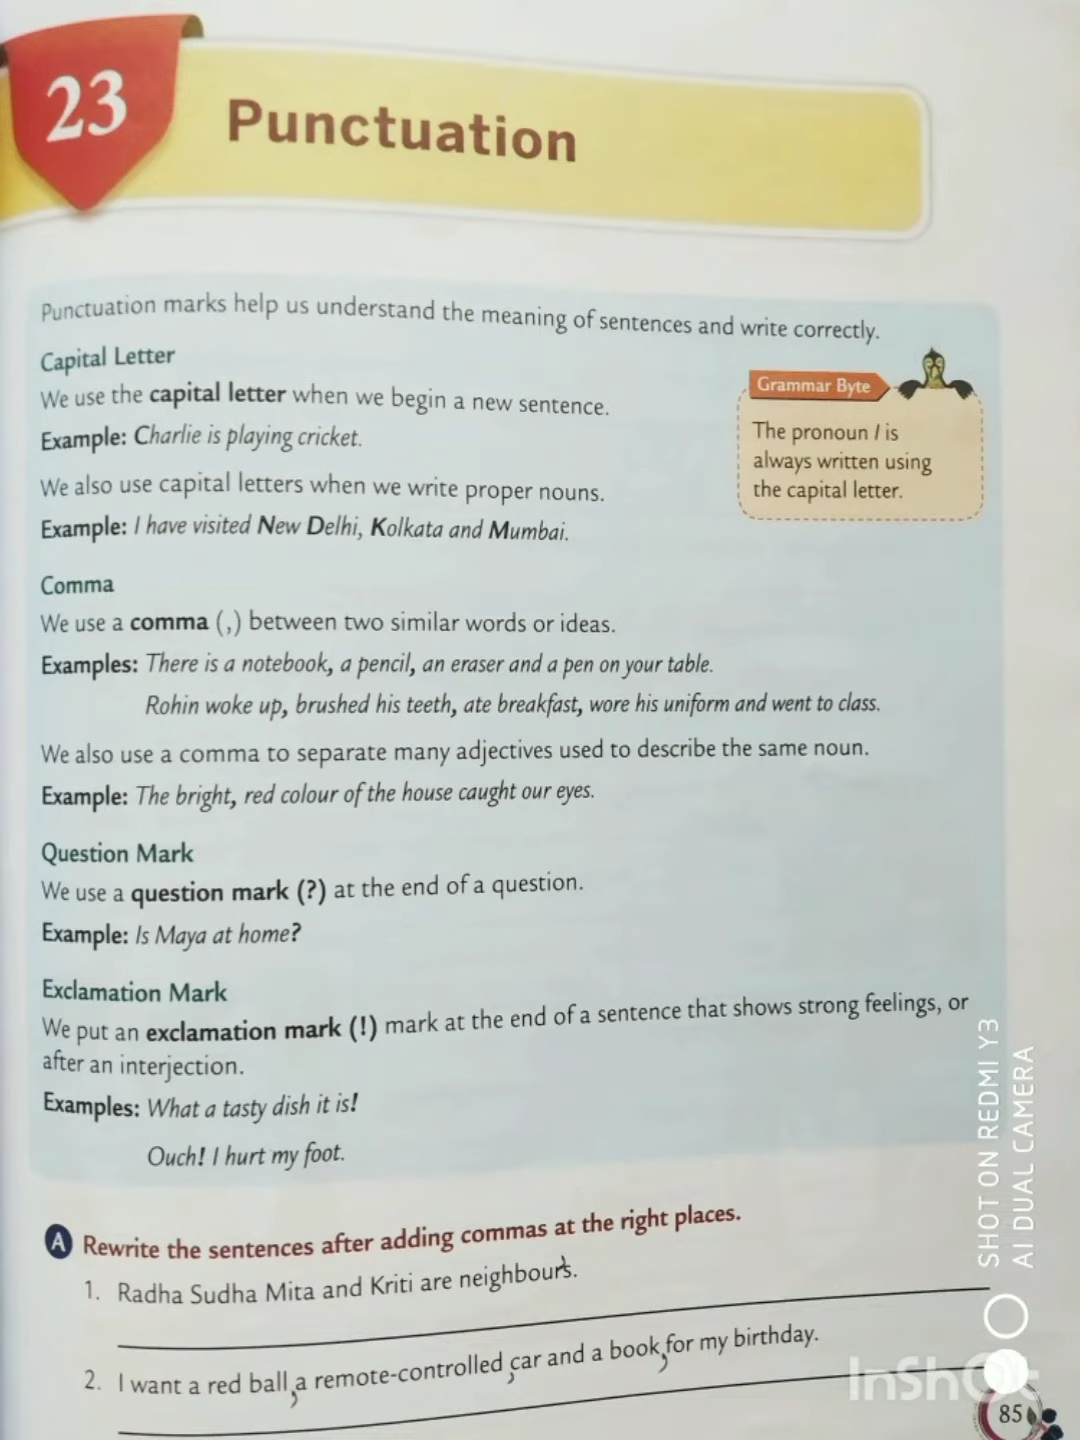 23
Punctuation
Punctuation marks help us understand the meaning of sentences and write correctly.
Capital Letter
We use the capital letter when we begin a new sentence.
Example: Charlie is playing cricket.
We also use capital letters when we write proper nouns.
Example: I have visited New Delhi, Kolkata and Mumbai.
Grammar Byte
The pronoun I is
always written using
the capital letter.
Comma
We use a comma (,) between two similar words or ideas.
Examples: There is a notebook, a pencil, an eraser and a pen on your table.
Rohin woke up, brushed his teeth, ate breakfast, wore his uniform and went to class.
We also use a comma to separate many adjectives used to describe the same noun.
Example: The bright, red colour of the house caught our eyes.
Question Mark
We use a question mark (?) at the end of a question.
Example: Is Maya at home?
Exclamation Mark
We put an exclamation mark (!) mark at the end of a sentence that shows strong feelings, or
after an interjection.
Examples: What a tasty dish it is!
Ouch! I hurt my foot.
A Rewrite the sentences after adding commas at the right places.
1. Radha Sudha Mita and Kriti are neighbours.
2. I want a red ball, a remote-controlled , car and a book, for my birthday.
85
SHOT ON REDMI Y3
AI DUAL CAMERA
InShOt